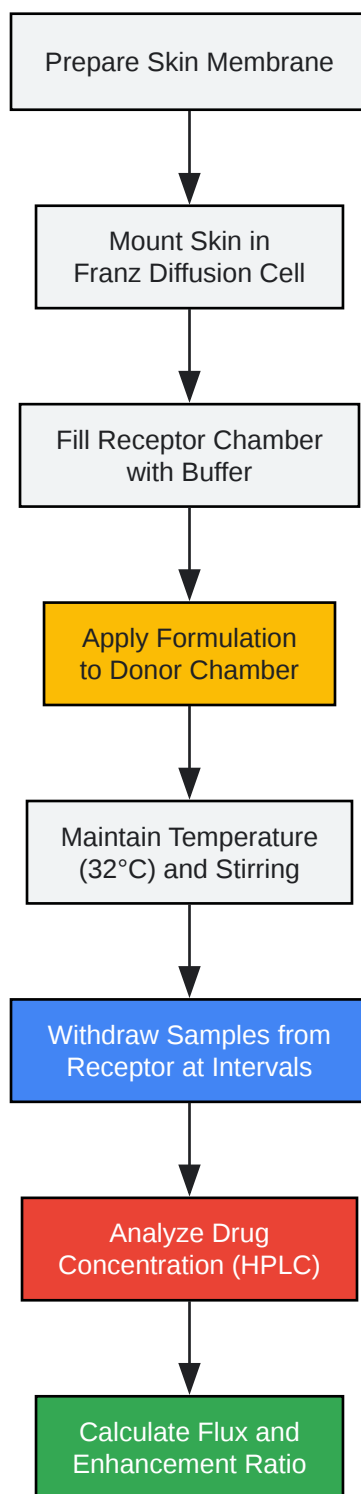 Prepare Skin Membrane
Mount Skin in
Franz Diffusion Cell
Fill Receptor Chamber
with Buffer
Apply Formulation
to Donor Chamber
Maintain Temperature
(32°C) and Stirring
Withdraw Samples from
Receptor at Intervals
Analyze Drug
Concentration (HPLC)
Calculate Flux and
Enhancement Ratio